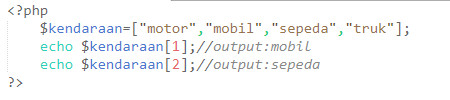 <?php
$kendaraan=["motor","mobil","sepeda","truk"];
echo $kendaraan[1];//output:mobil
echo $kendaraan[2];//output:sepeda
?>